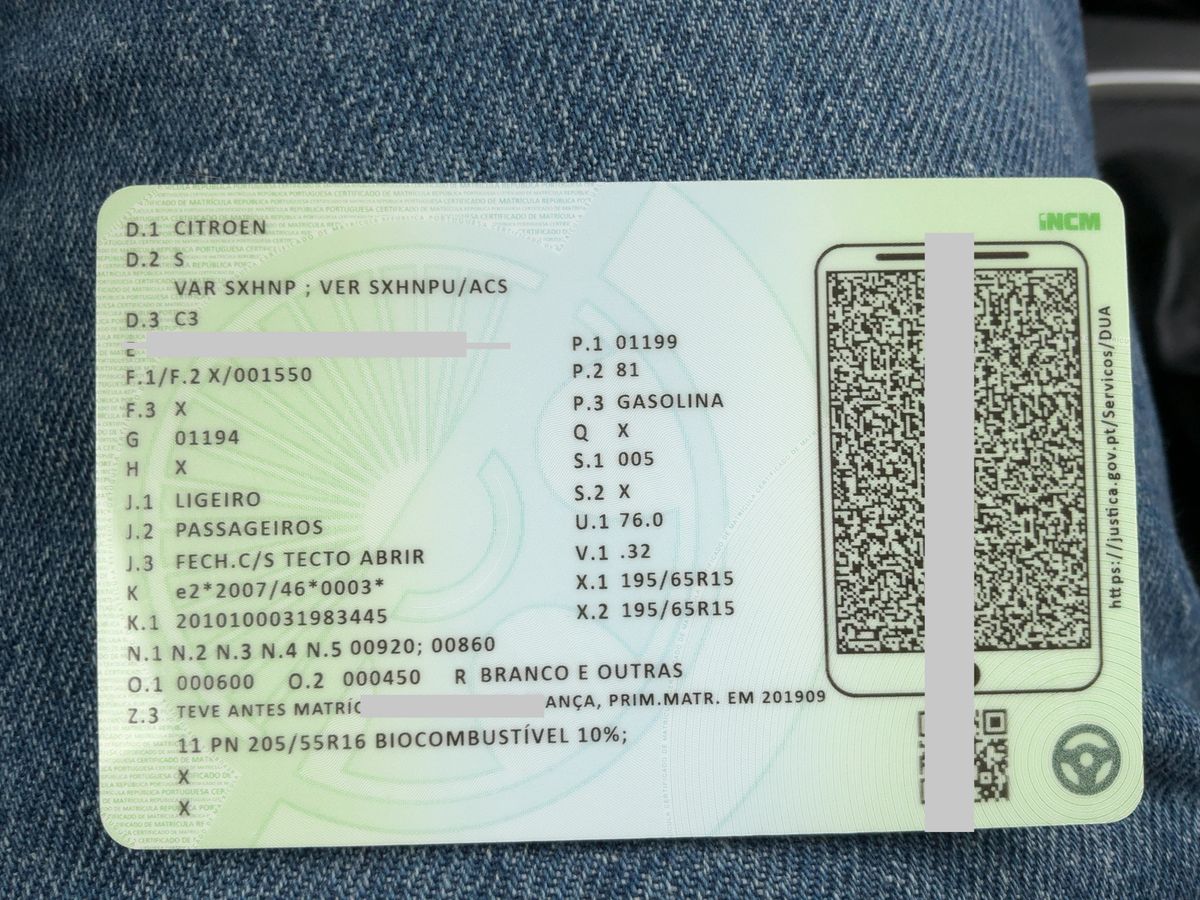 iNCM
D.1 CITROEN
D.2 S
VAR SXHNP ; VER SXHNPU/ACS
D.3 C3
E
F.1/F.2 X/001550
F.3 X
G 01194
H X
J.1 LIGEIRO
J.2 PASSAGEIROS
J.3 FECH.C/S TECTO ABRIR
K e2*2007/46*0003*
K.1 2010100031983445
N.1 N.2 N.3 N.4 N.5 00920; 00860
O.1 000600 O.2 000450 R BRANCO E OUTRAS
Z.3 TEVE ANTES MATRÍC ANÇA, PRIM.MATR. EM 201909
11 PN 205/55R16 BIOCOMBUSTÍVEL 10%;
X
X
P.1 01199
P.2 81
P.3 GASOLINA
Q X
S.1 005
S.2 X
U.1 76.0
V.1 .32
X.1 195/65R15
X.2 195/65R15
https://justica.gov.pt/Servicos/DUA